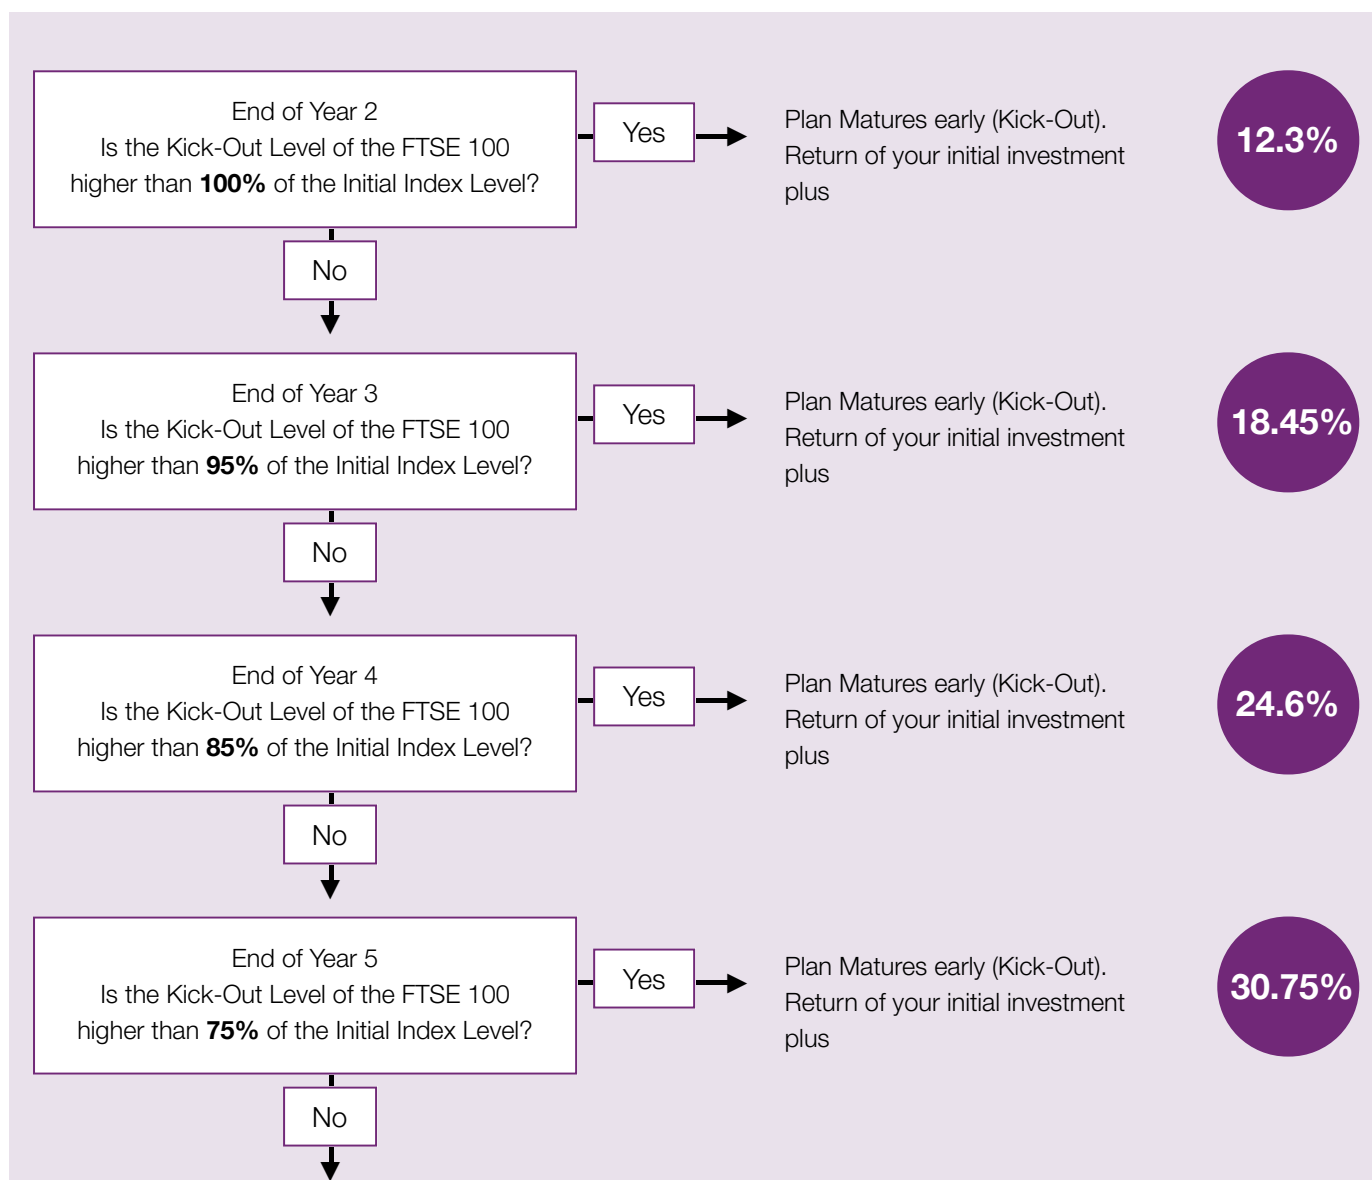 End of Year 2
Is the Kick-Out Level of the FTSE 100
higher than 100% of the Initial Index Level?
Yes
Plan Matures early (Kick-Out).
Return of your initial investment
plus
12.3%
No
End of Year 3
Is the Kick-Out Level of the FTSE 100
higher than 95% of the Initial Index Level?
Yes
Plan Matures early (Kick-Out).
Return of your initial investment
plus
18.45%
No
End of Year 4
Is the Kick-Out Level of the FTSE 100
higher than 85% of the Initial Index Level?
Yes
Plan Matures early (Kick-Out).
Return of your initial investment
plus
24.6%
No
End of Year 5
Is the Kick-Out Level of the FTSE 100
higher than 75% of the Initial Index Level?
Yes
Plan Matures early (Kick-Out).
Return of your initial investment
plus
30.75%
No